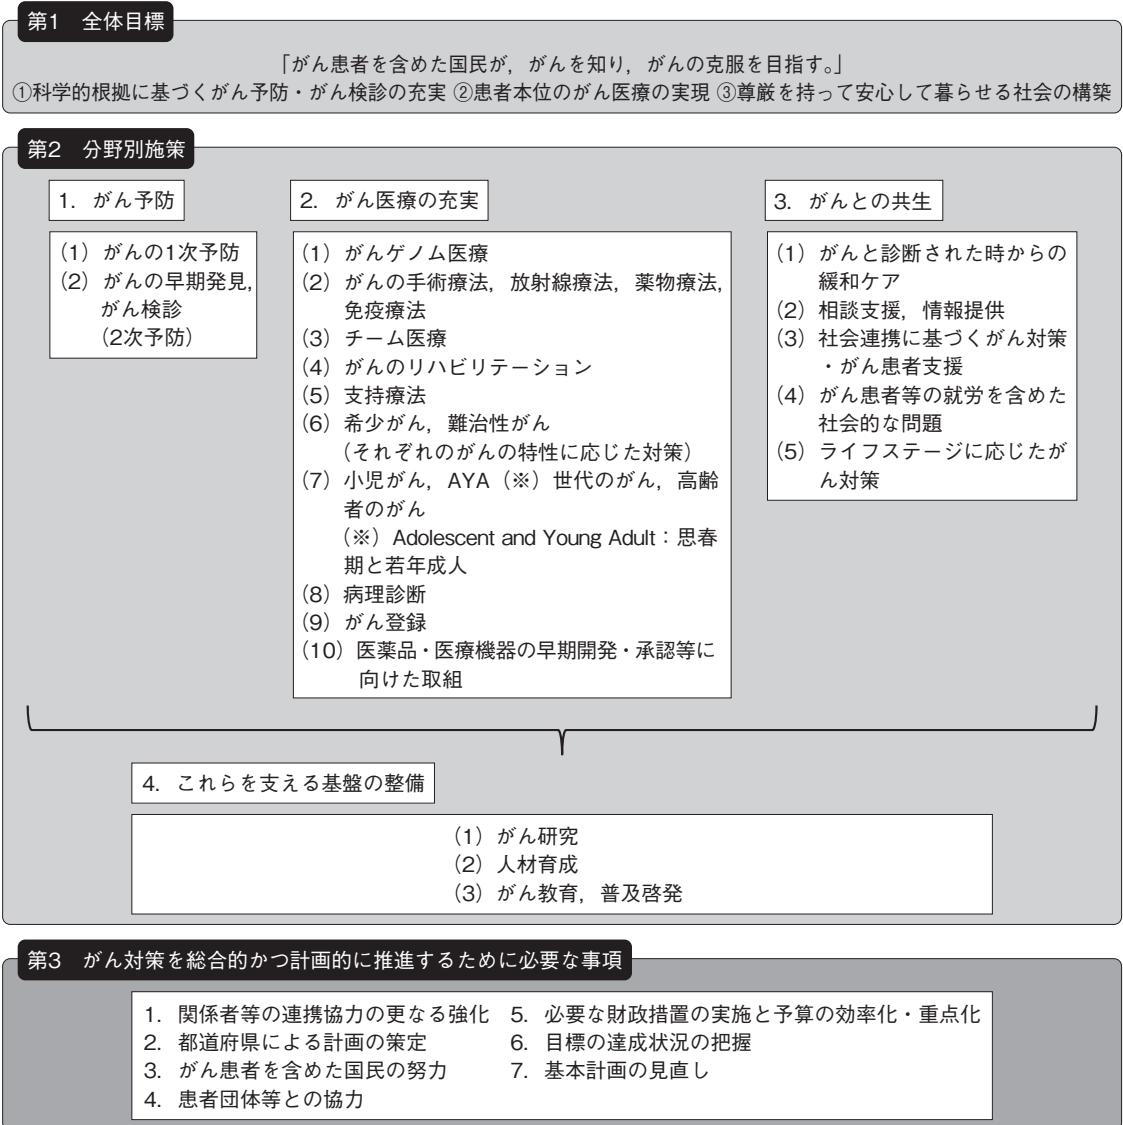 第1　全体目標
「がん患者を含めた国民が，がんを知り，がんの克服を目指す。」
①科学的根拠に基づくがん予防・がん検診の充実 ②患者本位のがん医療の実現 ③尊厳を持って安心して暮らせる社会の構築
第2　分野別施策
1．がん予防
（1）がんの1次予防
（2）がんの早期発見，
がん検診
（2次予防）
2．がん医療の充実
（1）がんゲノム医療
（2）がんの手術療法，放射線療法，薬物療法，
免疫療法
（3）チーム医療
（4）がんのリハビリテーション
（5）支持療法
（6）希少がん，難治性がん
（それぞれのがんの特性に応じた対策）
（7）小児がん，AYA（※）世代のがん，高齢
者のがん
（※）Adolescent and Young Adult：思春
期と若年成人
（8）病理診断
（9）がん登録
（10）医薬品・医療機器の早期開発・承認等に
向けた取組
3．がんとの共生
（1）がんと診断された時からの
緩和ケア
（2）相談支援，情報提供
（3）社会連携に基づくがん対策
・がん患者支援
（4）がん患者等の就労を含めた
社会的な問題
（5）ライフステージに応じたが
ん対策
4．これらを支える基盤の整備
（1）がん研究
（2）人材育成
（3）がん教育，普及啓発
第3　がん対策を総合的かつ計画的に推進するために必要な事項
1．関係者等の連携協力の更なる強化
2．都道府県による計画の策定
3．がん患者を含めた国民の努力
4．患者団体等との協力
5．必要な財政措置の実施と予算の効率化・重点化
6．目標の達成状況の把握
7．基本計画の見直し